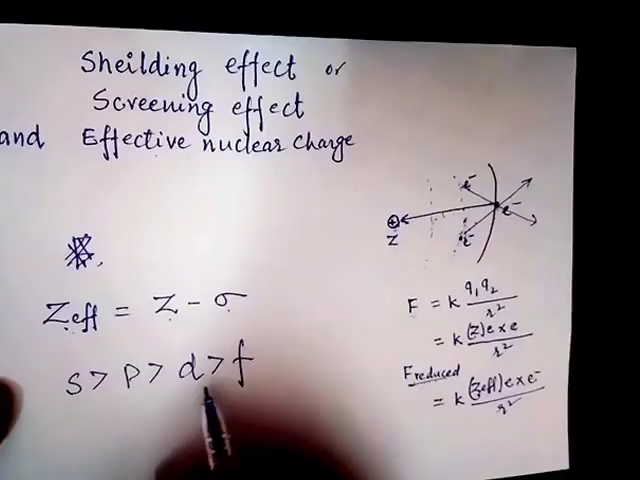 Sheilding effect or
Screening effect
and Effective nuclear charge
Zeff = Z - σ
s > p > d > f
e⁻
e⁻
e⁻
⊕
Z
F = k q₁q₂/r²
= k (Z)e x e/r²
Freduced
= k (Zeff)e x e⁻/r²